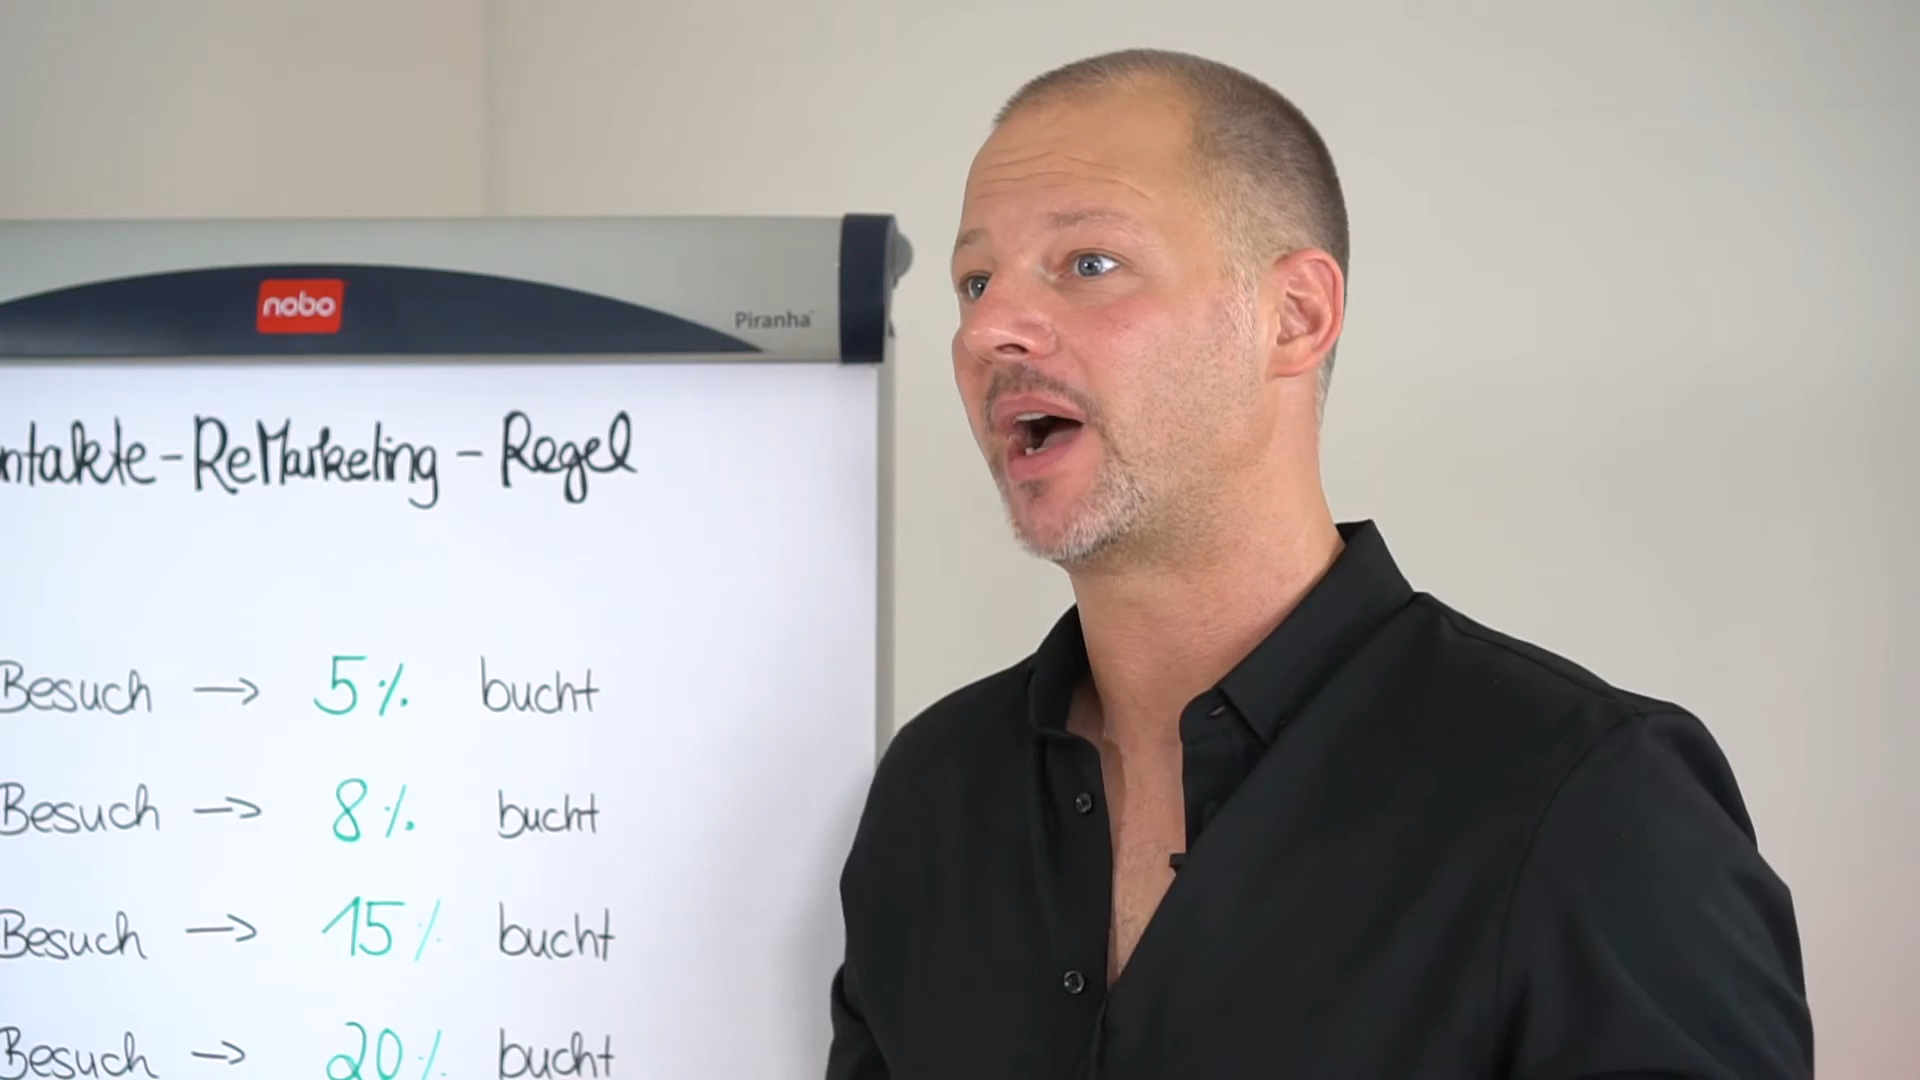 nobo
Piranha
ntakte - ReMarketing - Regel
Besuch → 5% bucht
Besuch → 8% bucht
Besuch → 15% bucht
Besuch → 20% bucht